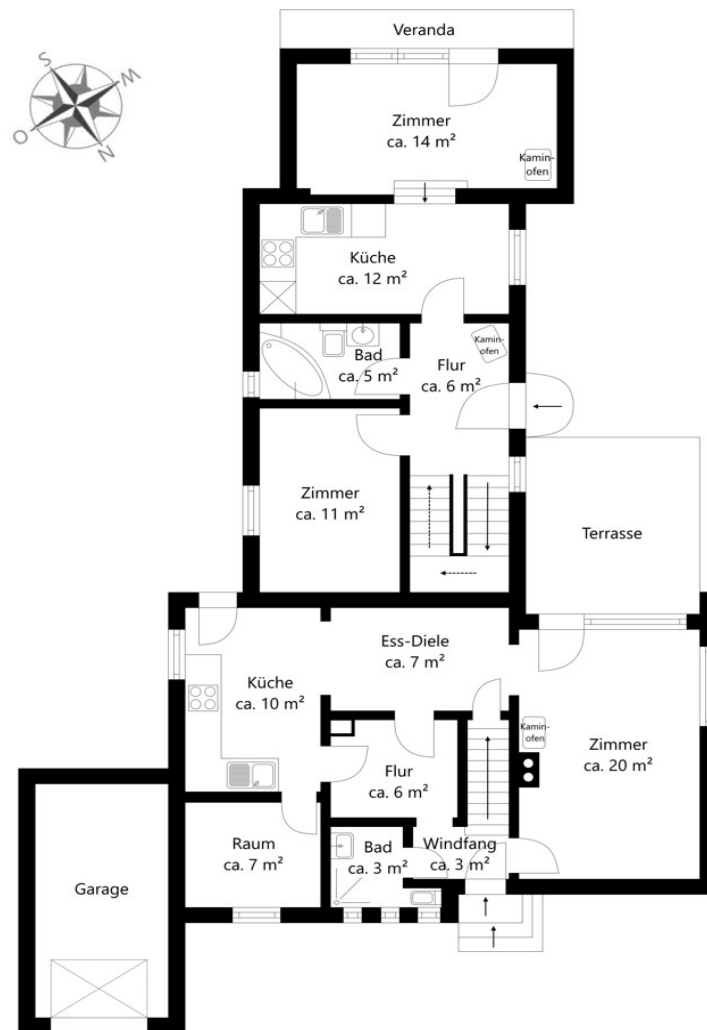 Veranda
S
W
O
N
Zimmer
ca. 14 m²
Kamin-
ofen
Küche
ca. 12 m²
Bad
ca. 5 m²
Flur
ca. 6 m²
Kamin-
ofen
Zimmer
ca. 11 m²
Terrasse
Ess-Diele
ca. 7 m²
Küche
ca. 10 m²
Kamin-
ofen
Zimmer
ca. 20 m²
Flur
ca. 6 m²
Raum
ca. 7 m²
Bad
ca. 3 m²
Windfang
ca. 3 m²
Garage